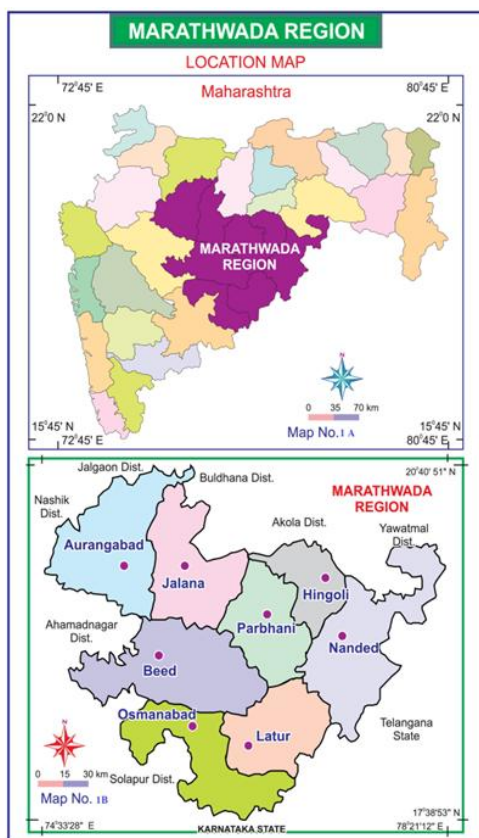 MARATHWADA REGION
LOCATION MAP
72°45' E
80°45' E
Maharashtra
22°0 N
22°0 N
MARATHWADA
REGION
N
0 35 70 km
15°45' N
15°45' N
72°45' E
Map No.1 A
80°45' E
20°40' 51" N
Jalgaon Dist.
Buldhana Dist.
MARATHWADA
REGION
Nashik
Dist.
Akola Dist.
Yawatmal
Dist.
Aurangabad
Jalana
Hingoli
Parbhani
Ahamadnagar
Dist.
Nanded
Beed
Osmanabad
Latur
Telangana
State
N
0 15 30 km
Solapur Dist.
Map No. 1B
17°38'53" N
74°33'28" E
KARNATAKA STATE
78°21'12" E